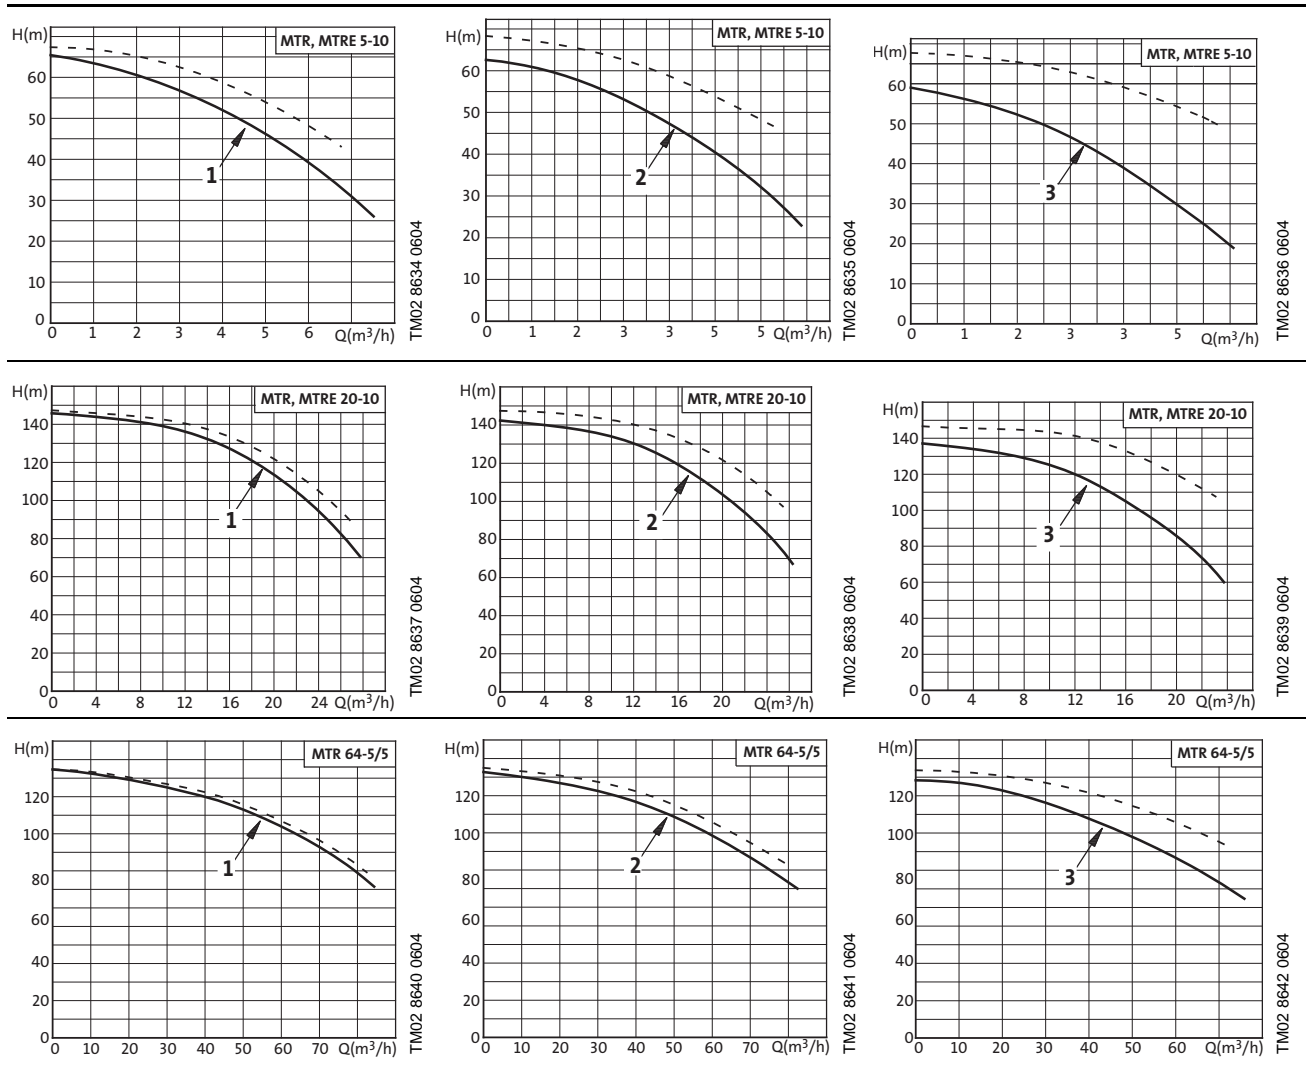 H(m) MTR, MTRE 5-10
60
50
40
30
20
10
0
1
0 1 2 3 4 5 6 Q(m³/h)
TM02 8634 0604
H(m) MTR, MTRE 5-10
60
50
40
30
20
10
0
2
0 1 2 3 3 5 5 Q(m³/h)
TM02 8635 0604
H(m) MTR, MTRE 5-10
60
50
40
30
20
10
0
3
0 1 2 3 3 5 Q(m³/h)
TM02 8636 0604
H(m) MTR, MTRE 20-10
140
120
100
80
60
40
20
0
1
0 4 8 12 16 20 24 Q(m³/h)
TM02 8637 0604
H(m) MTR, MTRE 20-10
140
120
100
80
60
40
20
0
2
0 4 8 12 16 20 Q(m³/h)
TM02 8638 0604
H(m) MTR, MTRE 20-10
140
120
100
80
60
40
20
0
3
0 4 8 12 16 20 Q(m³/h)
TM02 8639 0604
H(m) MTR 64-5/5
120
100
80
60
40
20
0
1
0 10 20 30 40 50 60 70 Q(m³/h)
TM02 8640 0604
H(m) MTR 64-5/5
120
100
80
60
40
20
0
2
0 10 20 30 40 50 60 70 Q(m³/h)
TM02 8641 0604
H(m) MTR 64-5/5
120
100
80
60
40
20
0
3
0 10 20 30 40 50 60 Q(m³/h)
TM02 8642 0604